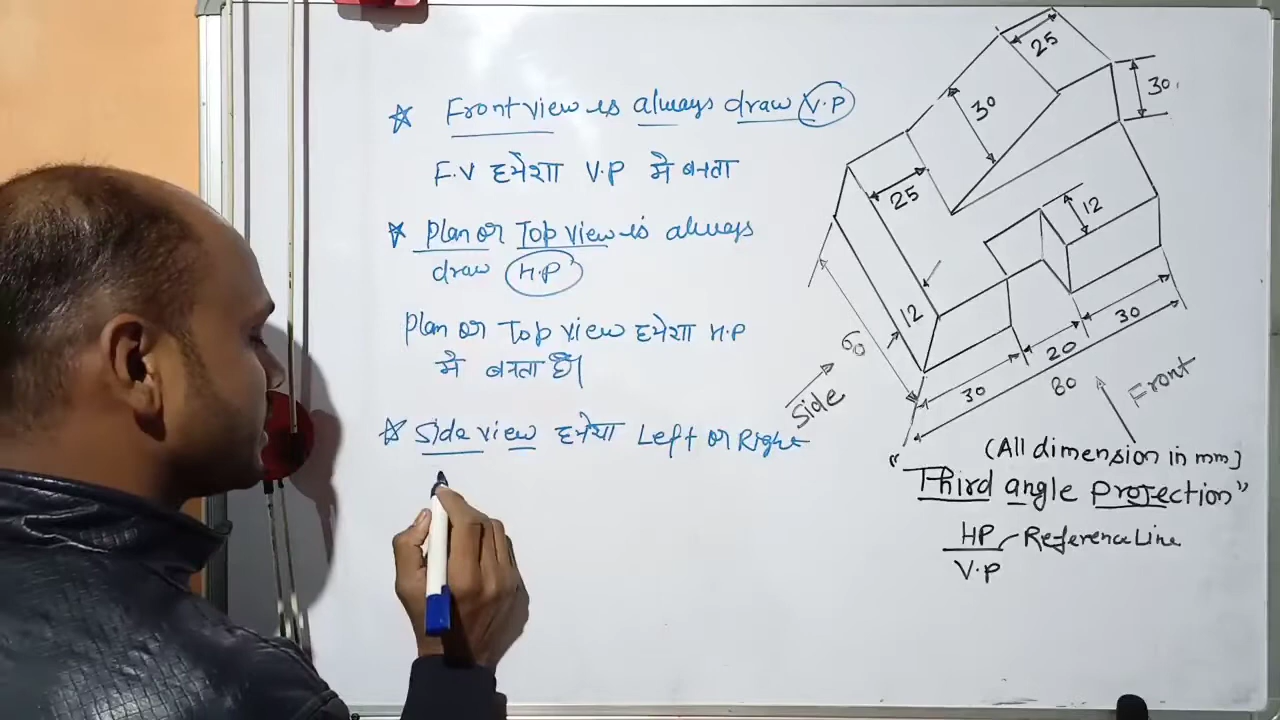 ☆ Front view is always draw V.P
F.V हमेशा V.P मे बनता
☆ Plan or Top view is always
draw H.P
Plan or Top view हमेशा H.P
मे बनता है।
☆ Side view हमेशा Left or Right
25
30
30
25
12
12
60
30
20
30
80
Side
Front
(All dimension in mm]
"Third angle Projection"
HP Reference Line
V.P